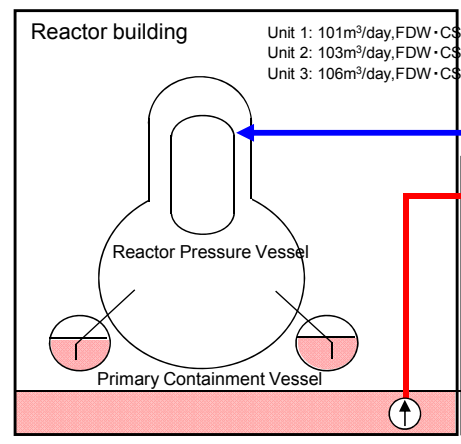 Reactor building
Unit 1: 101m³/day,FDW・CS
Unit 2: 103m³/day,FDW・CS
Unit 3: 106m³/day,FDW・CS
Reactor Pressure Vessel
Primary Containment Vessel